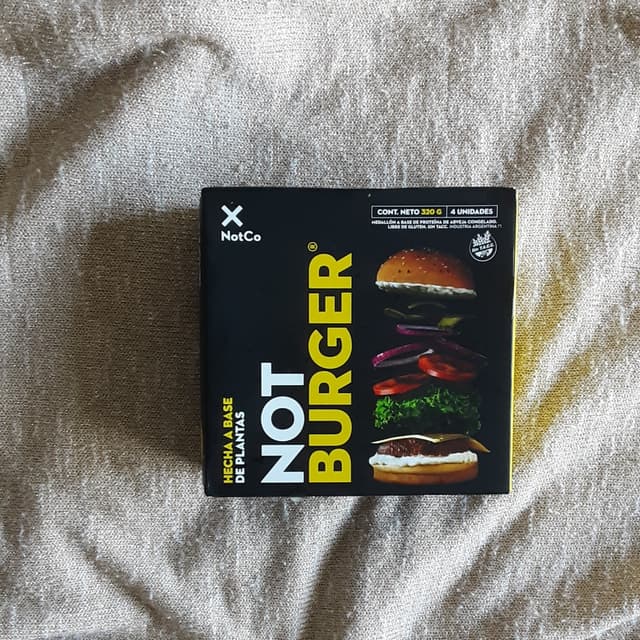 NotCo
CONT. NETO 320 G 4 UNIDADES
MEDALLÓN A BASE DE PROTEÍNA DE ARVEJA CONGELADO.
LIBRE DE GLUTEN. SIN TACC. INDUSTRIA ARGENTINA.
Sin T.A.C.C.
NOT
BURGER®
HECHA A BASE
DE PLANTAS